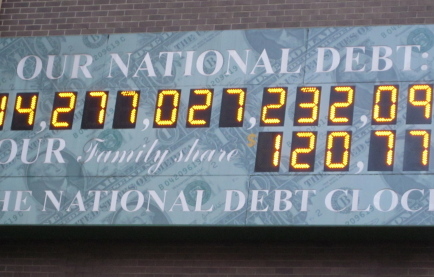 OUR NATIONAL DEBT:
14,277,027,232,09
OUR Family share $120,77
HE NATIONAL DEBT CLOC